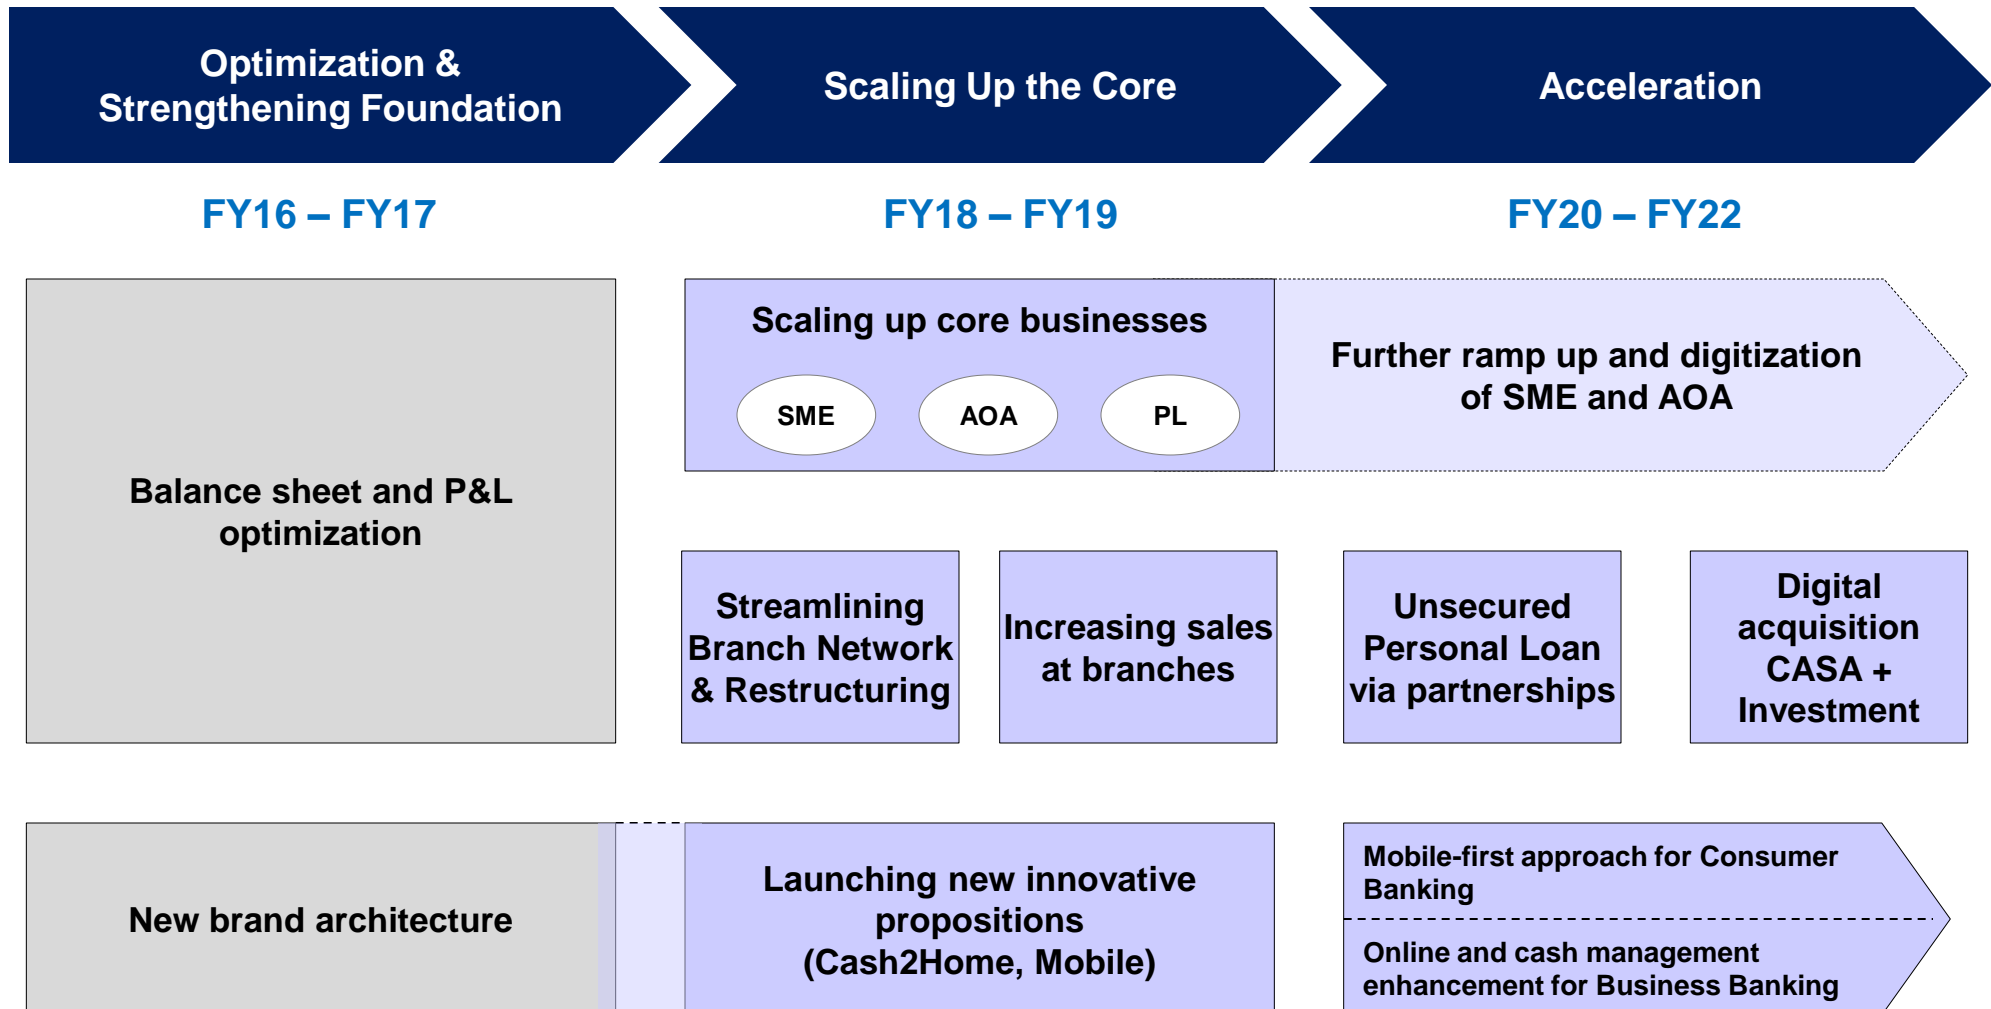 Optimization &
Strengthening Foundation
Scaling Up the Core
Acceleration
FY16 – FY17
FY18 – FY19
FY20 – FY22
Balance sheet and P&L
optimization
Scaling up core businesses
SME
AOA
PL
Further ramp up and digitization
of SME and AOA
Streamlining
Branch Network
& Restructuring
Increasing sales
at branches
Unsecured
Personal Loan
via partnerships
Digital
acquisition
CASA +
Investment
New brand architecture
Launching new innovative
propositions
(Cash2Home, Mobile)
Mobile-first approach for Consumer
Banking
Online and cash management
enhancement for Business Banking